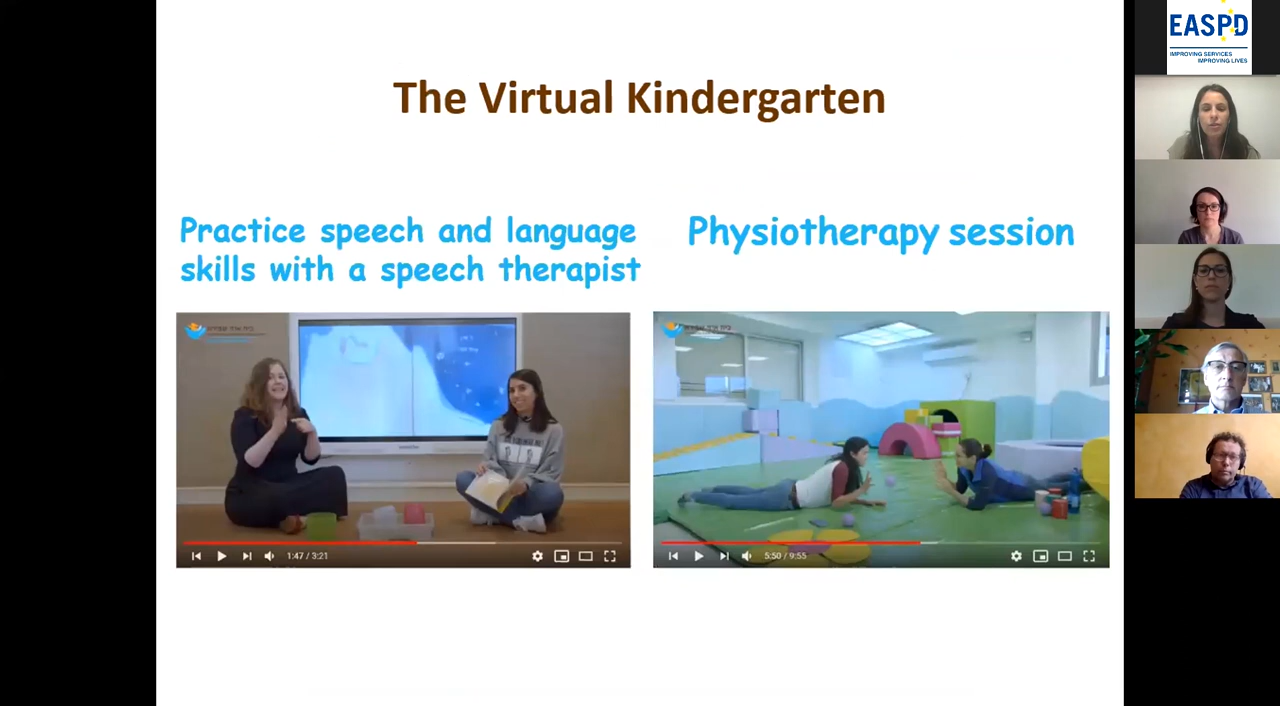 The Virtual Kindergarten
Practice speech and language
skills with a speech therapist
Physiotherapy session
1:47 / 3:21
5:50 / 9:55
EASPD
IMPROVING SERVICES
IMPROVING LIVES